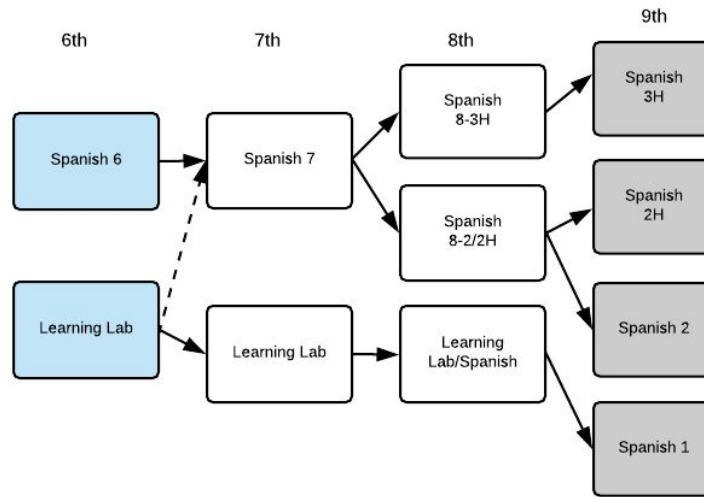 6th
7th
8th
9th
Spanish 6
Spanish 7
Spanish
8-3H
Spanish
3H
Spanish
8-2/2H
Spanish
2H
Learning Lab
Learning Lab
Learning
Lab/Spanish
Spanish 2
Spanish 1